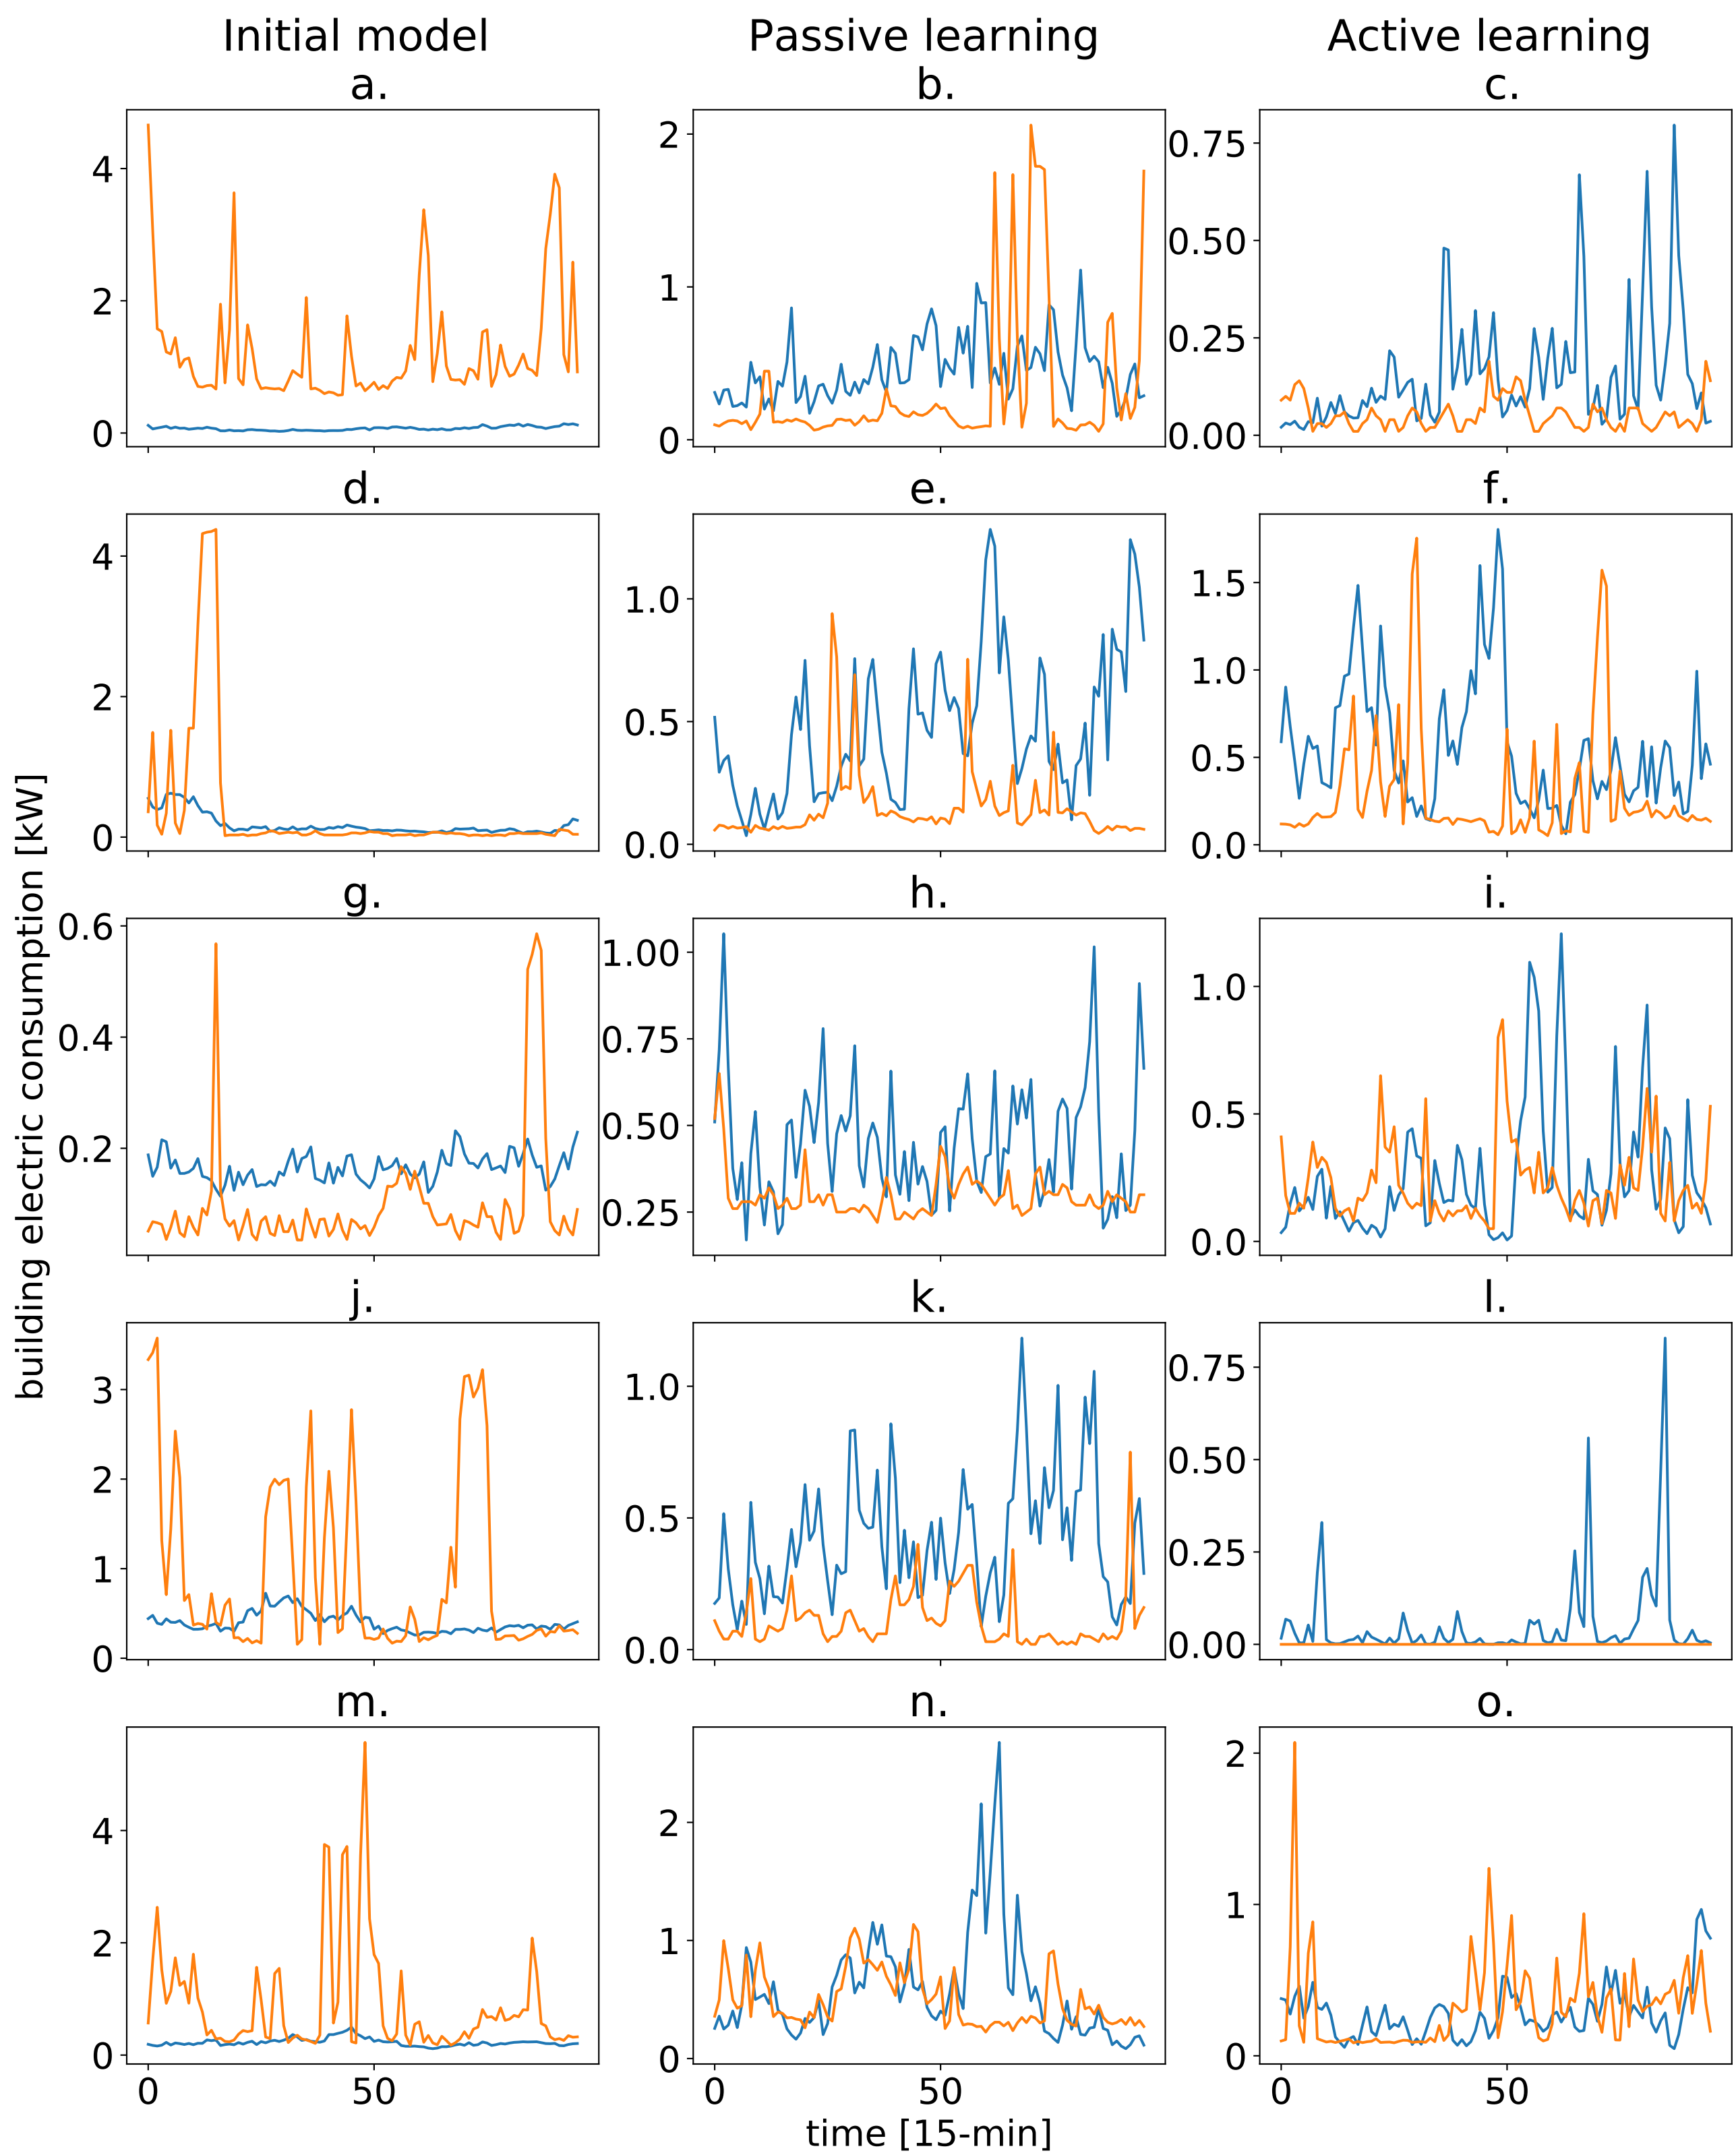 Initial model Passive learning Active learning
a. b. c.
4 2 0.75
2 1 0.50
0 0 0.25
0.00
d. e. f.
4 1.0 1.5
2 0.5 1.0
0 0.0 0.5
0.0
building electric consumption [kW]
g. h. i.
0.6 1.00 1.0
0.4 0.75 0.5
0.2 0.50 0.0
0.25
j. k. l.
3 1.0 0.75
2 0.5 0.50
1 0.0 0.25
0 0.00
m. n. o.
4 2 2
2 1 1
0 0 0
0 50 0 50 0 50
time [15-min]